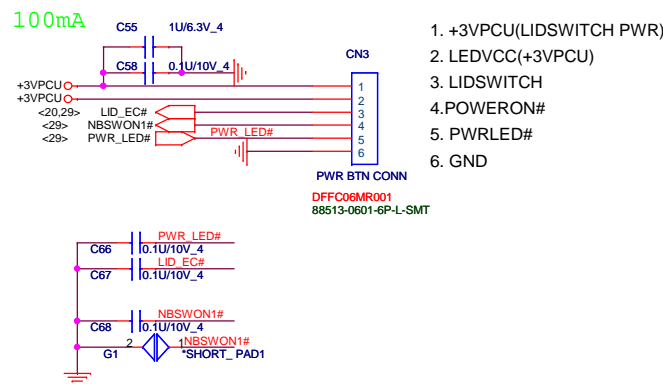 100mA
C55 1U/6.3V_4
C58 0.1U/10V_4
CN3
+3VPCU 1
+3VPCU 2
<20,29> LID_EC# 3
<29> NBSWON1# 4
<29> PWR_LED# PWR_LED# 5
6
PWR BTN CONN
DFFC06MR001
88513-0601-6P-L-SMT
1. +3VPCU(LIDSWITCH PWR)
2. LEDVCC(+3VPCU)
3. LIDSWITCH
4.POWERON#
5. PWRLED#
6. GND
PWR_LED#
C66 0.1U/10V_4
LID_EC#
C67 0.1U/10V_4
NBSWON1#
C68 0.1U/10V_4
2 1 NBSWON1#
G1 *SHORT_ PAD1